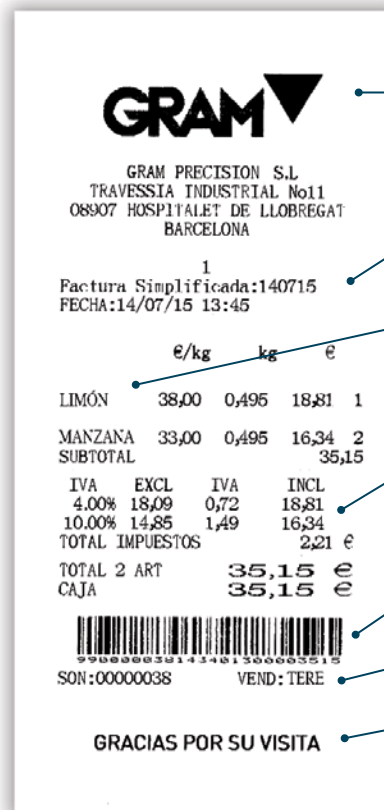 GRAM
GRAM PRECISION S.L
TRAVESSIA INDUSTRIAL No11
08907 HOSPITALET DE LLOBREGAT
BARCELONA
1
Factura Simplificada:140715
FECHA:14/07/15 13:45
€/kg kg €
LIMÓN 38,00 0,495 18,81 1
MANZANA 33,00 0,495 16,34 2
SUBTOTAL 35,15
IVA EXCL IVA INCL
4.00% 18,09 0,72 18,81
10.00% 14,85 1,49 16,34
TOTAL IMPUESTOS 2,21 €
TOTAL 2 ART 35,15 €
CAJA 35,15 €
SON:00000038 VEND:TERE
GRACIAS POR SU VISITA